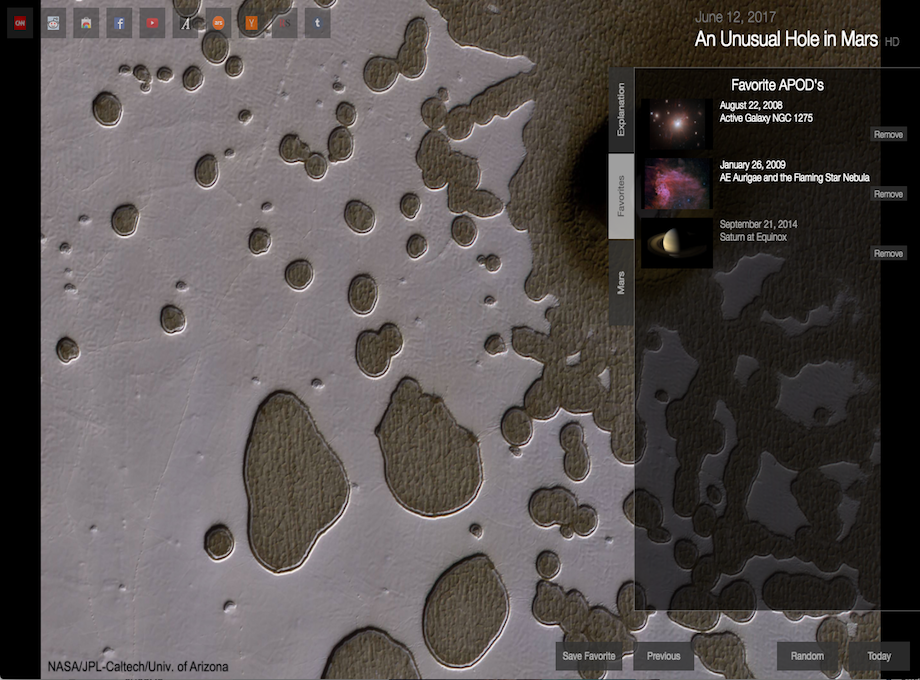 CNN
f
A
ars
Y
t
June 12, 2017
An Unusual Hole in Mars HD
Explanation
Favorites
Mars
Favorite APOD's
August 22, 2008
Active Galaxy NGC 1275
Remove
January 26, 2009
AE Aurigae and the Flaming Star Nebula
Remove
September 21, 2014
Saturn at Equinox
Remove
NASA/JPL-Caltech/Univ. of Arizona
Save Favorite
Previous
Random
Today